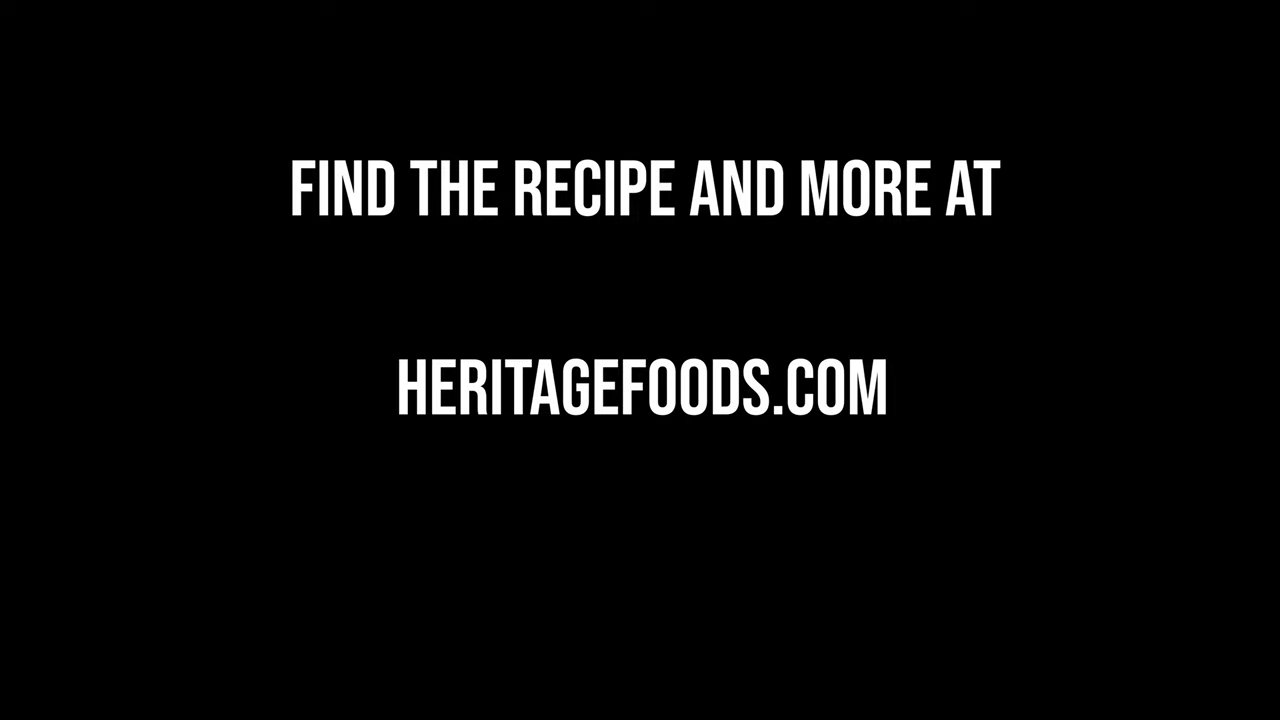 FIND THE RECIPE AND MORE AT
HERITAGEFOODS.COM